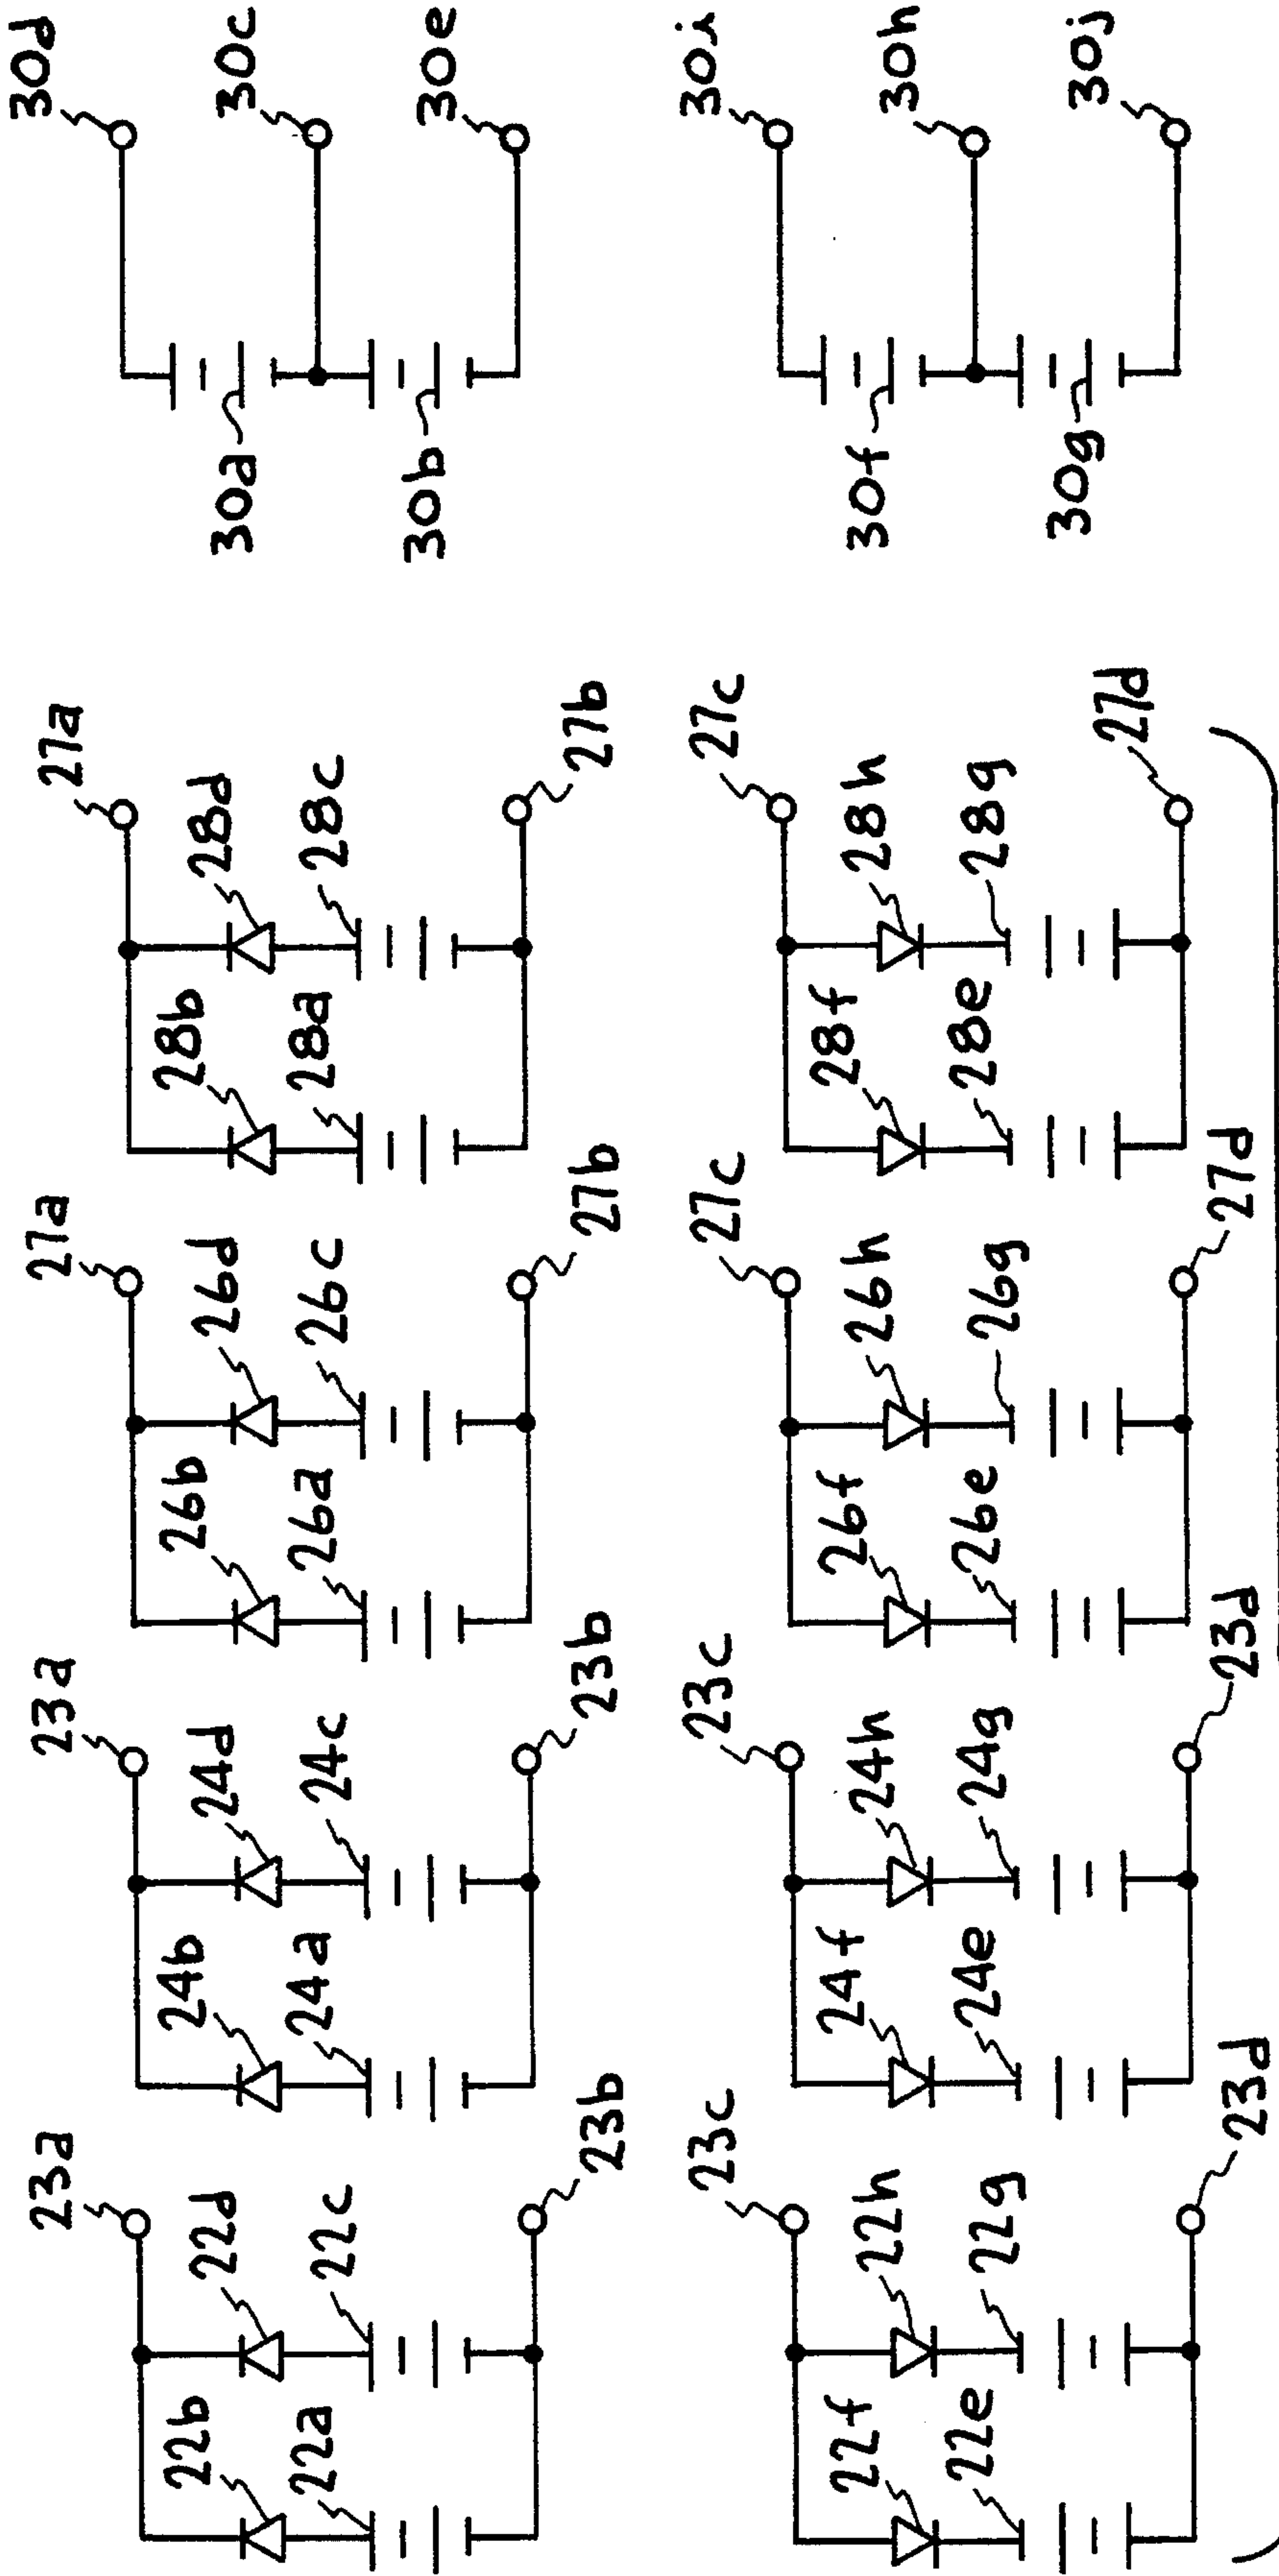 30d
30c
30e
30a
30b
30i
30h
30j
30f
30g
27a
28d
28c
28b
28a
27b
27c
28h
28g
28f
28e
27d
27a
26d
26c
26b
26a
27b
27c
26h
26g
26f
26e
27d
23a
24d
24c
24b
24a
23b
23c
24h
24g
24f
24e
23d
23a
22d
22c
22b
22a
23b
23c
22h
22g
22f
22e
23d